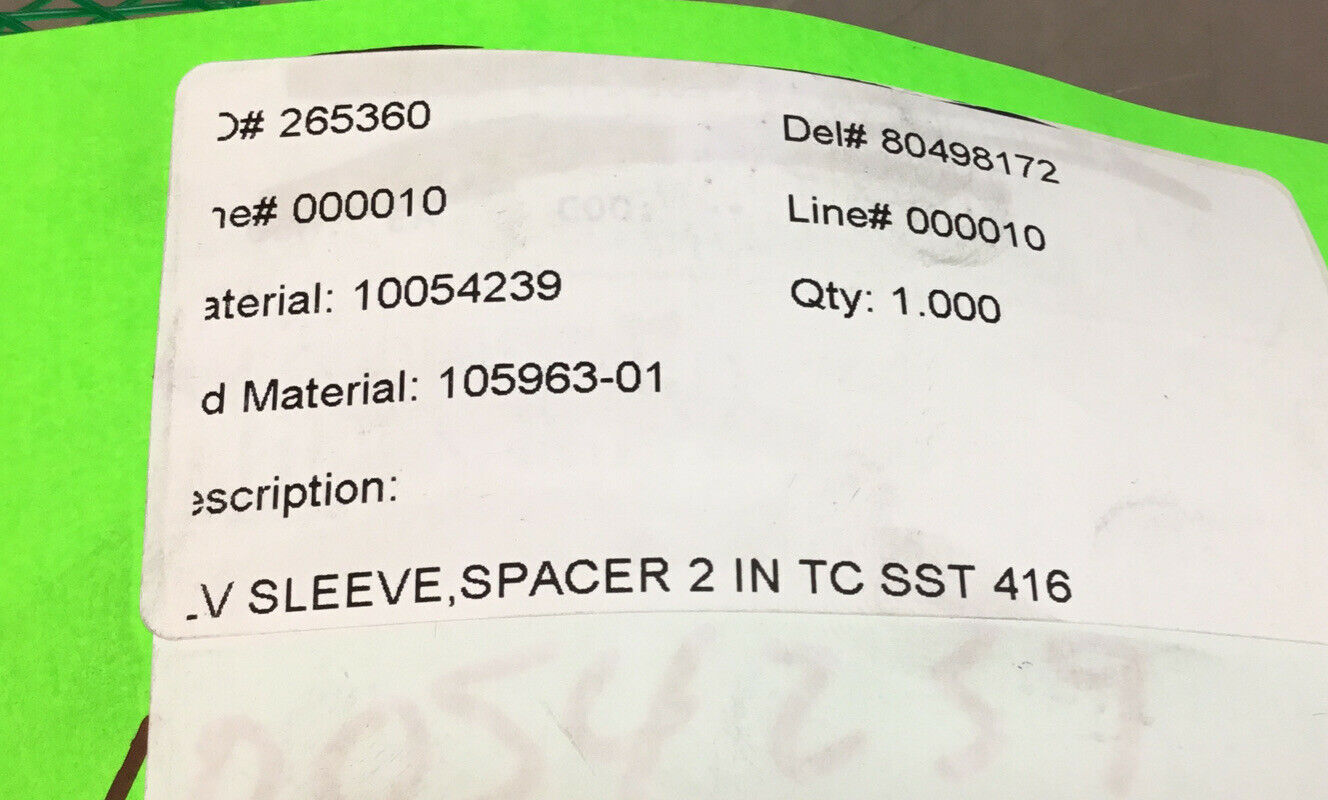 O# 265360
ne# 000010
aterial: 10054239
d Material: 105963-01
escription:
LV SLEEVE,SPACER 2 IN TC SST 416
Del# 80498172
Line# 000010
Qty: 1.000